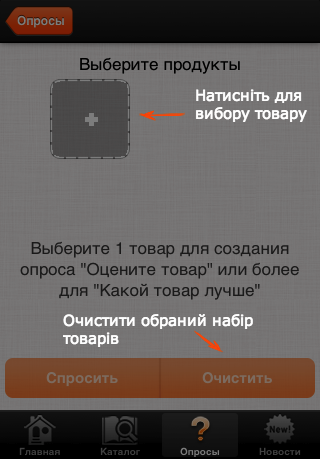 Опросы
Выберите продукты
Натисніть для
вибору товару
Выберите 1 товар для создания
опроса "Оцените товар" или более
для "Какой товар лучше"
Очистити обраний набір
товарів
Спросить
Очистить
New!
Главная
Каталог
Опросы
Новости